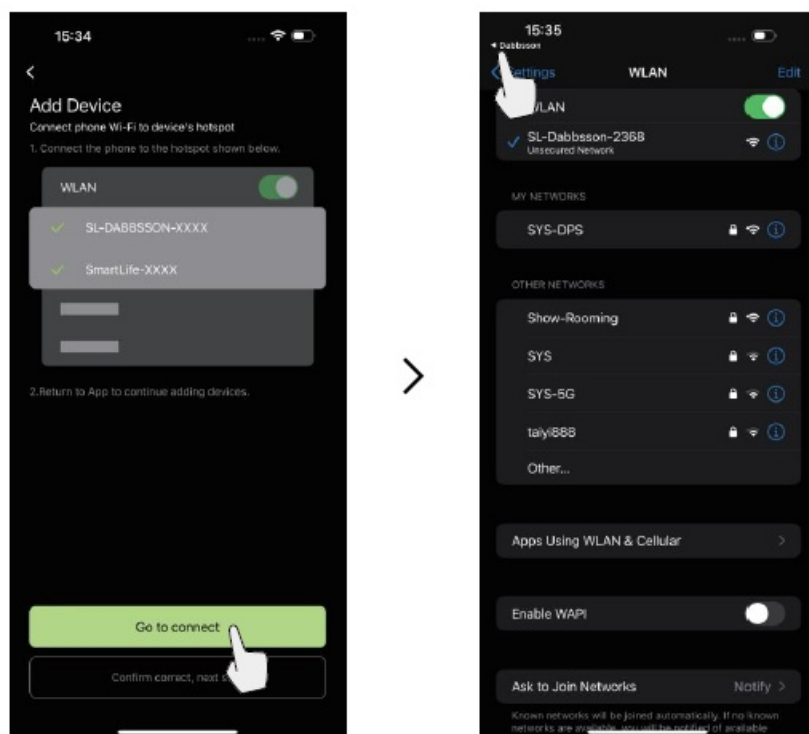 15:34
Add Device
Connect phone Wi-Fi to device's hotspot
1. Connect the phone to the hotspot shown below.
WLAN
SL-DABBSSON-XXXX
SmartLife-XXXX
2.Return to App to continue adding devices.
Go to connect
Confirm correct, next
15:35
Dabbsson
Settings
WLAN
Edit
WLAN
SL-Dabbsson-2368
Unsecured Network
MY NETWORKS
SYS-DPS
OTHER NETWORKS
Show-Rooming
SYS
SYS-5G
taiyi888
Other...
Apps Using WLAN & Cellular
Enable WAPI
Ask to Join Networks
Notify
Known networks will be joined automatically. If no known
networks are available, you will be notified of available